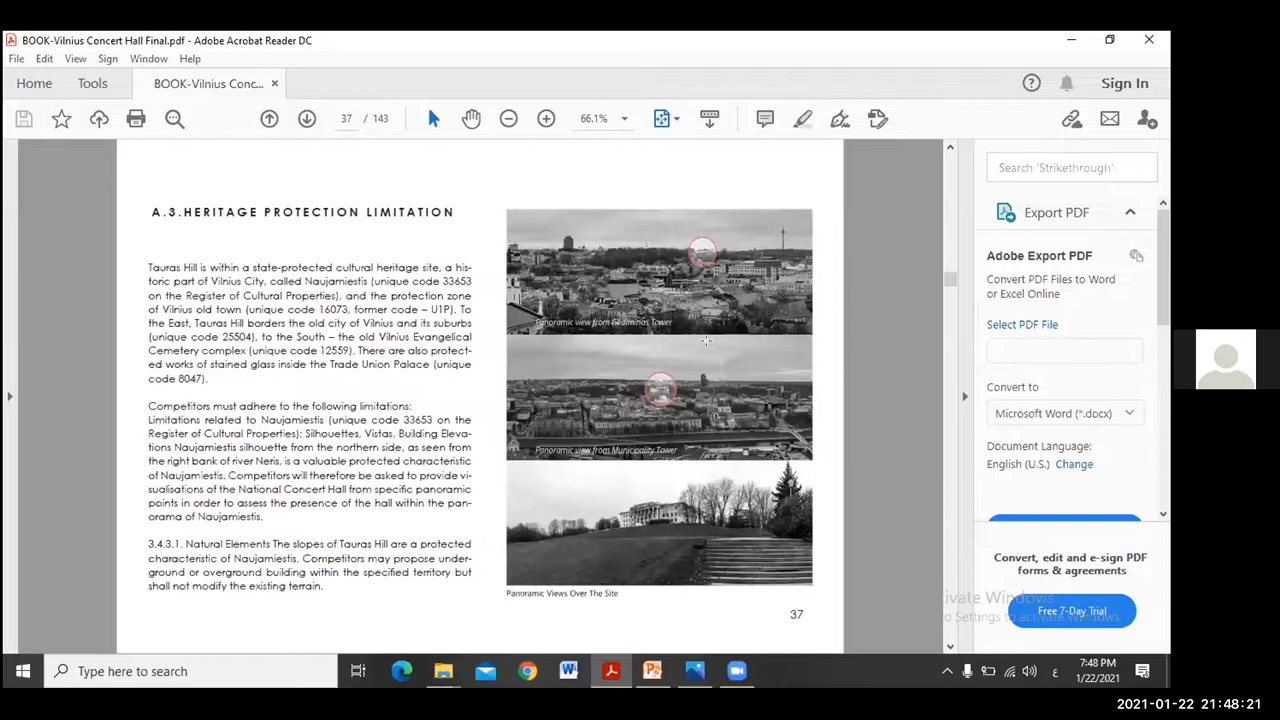 BOOK-Vilnius Concert Hall Final.pdf - Adobe Acrobat Reader DC
File Edit View Sign Window Help
Home Tools BOOK-Vilnius Conc... × Sign In
37 / 143 66.1%
A.3.HERITAGE PROTECTION LIMITATION
Tauras Hill is within a state-protected cultural heritage site, a his-
toric part of Vilnius City, called Naujamiestis (unique code 33653
on the Register of Cultural Properties), and the protection zone
of Vilnius old town (unique code 16073, former code – U1P). To
the East, Tauras Hill borders the old city of Vilnius and its suburbs
(unique code 25504), to the South – the old Vilnius Evangelical
Cemetery complex (unique code 12559). There are also protect-
ed works of stained glass inside the Trade Union Palace (unique
code 8047).
Competitors must adhere to the following limitations:
Limitations related to Naujamiestis (unique code 33653 on the
Register of Cultural Properties): Silhouettes, Vistas, Building Eleva-
tions Naujamiestis silhouette from the northern side, as seen from
the right bank of river Neris, is a valuable protected characteristic
of Naujamiestis. Competitors will therefore be asked to provide vi-
sualisations of the National Concert Hall from specific panoramic
points in order to assess the presence of the hall within the pan-
orama of Naujamiestis.
3.4.3.1. Natural Elements The slopes of Tauras Hill are a protected
characteristic of Naujamiestis. Competitors may propose under-
ground or overground building within the specified territory but
shall not modify the existing terrain.
Panoramic view from Gediminas Tower
Panoramic view from Municipality Tower
Panoramic Views Over The Site
37
Search 'Strikethrough'
Export PDF
Adobe Export PDF
Convert PDF Files to Word
or Excel Online
Select PDF File
Convert to
Microsoft Word (*.docx)
Document Language:
English (U.S.) Change
Convert, edit and e-sign PDF
forms & agreements
Free 7-Day Trial
Activate Windows
to Settings to activate Windows.
Type here to search
ع
7:48 PM
1/22/2021
2021-01-22 21:48:21